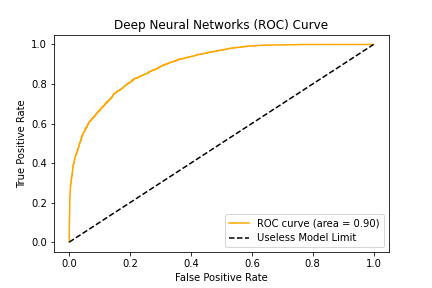 Deep Neural Networks (ROC) Curve
True Positive Rate
1.0
0.8
0.6
0.4
0.2
0.0
ROC curve (area = 0.90)
Useless Model Limit
0.0 0.2 0.4 0.6 0.8 1.0
False Positive Rate